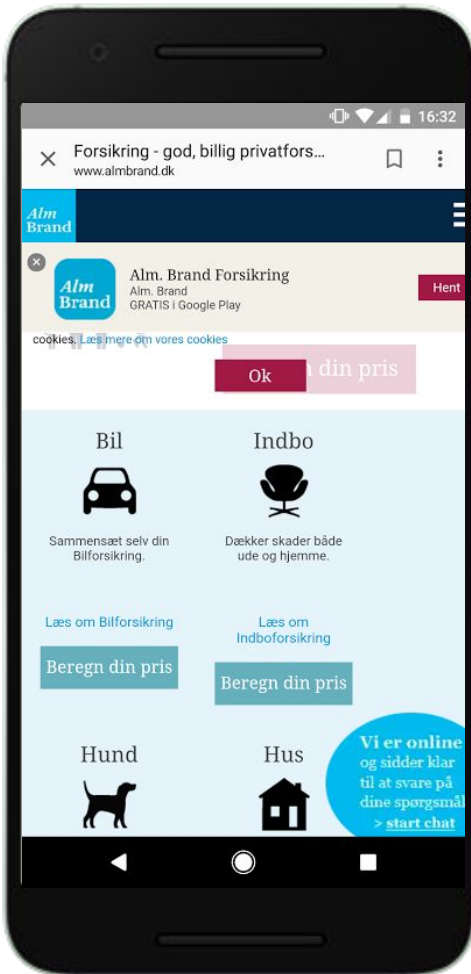 16:32
Forsikring - god, billig privatfors...
www.almbrand.dk
Alm
Brand
Alm
Brand
Alm. Brand Forsikring
Alm. Brand
GRATIS i Google Play
Hent
cookies. Læs mere om vores cookies
din pris
Ok
Bil
Indbo
Sammensæt selv din
Bilforsikring.
Dækker skader både
ude og hjemme.
Læs om Bilforsikring
Læs om
Indboforsikring
Beregn din pris
Beregn din pris
Hund
Hus
Vi er online
og sidder klar
til at svare på
dine spørgsmål
> start chat